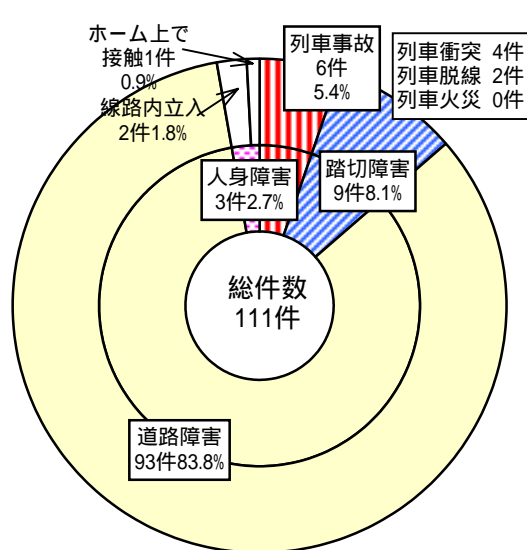 ホーム上で
接触1件
0.9%
線路内立入
2件1.8%
列車事故
6件
5.4%
列車衝突 4件
列車脱線 2件
列車火災 0件
人身障害
3件2.7%
踏切障害
9件8.1%
総件数
111件
道路障害
93件83.8%